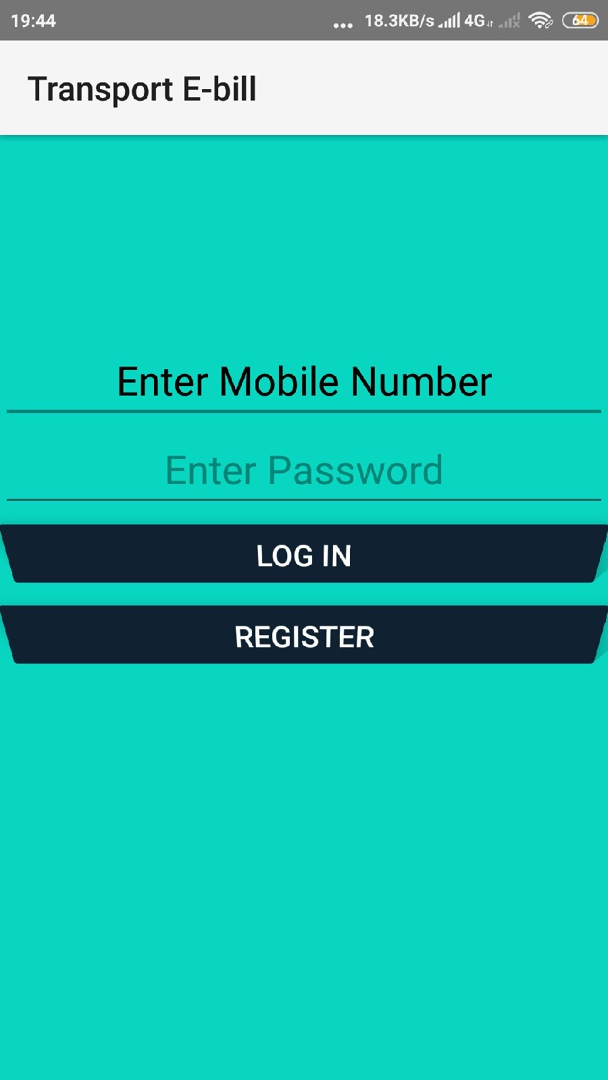 19:44 ... 18.3KB/s 4G 64
Transport E-bill
Enter Mobile Number
Enter Password
LOG IN
REGISTER